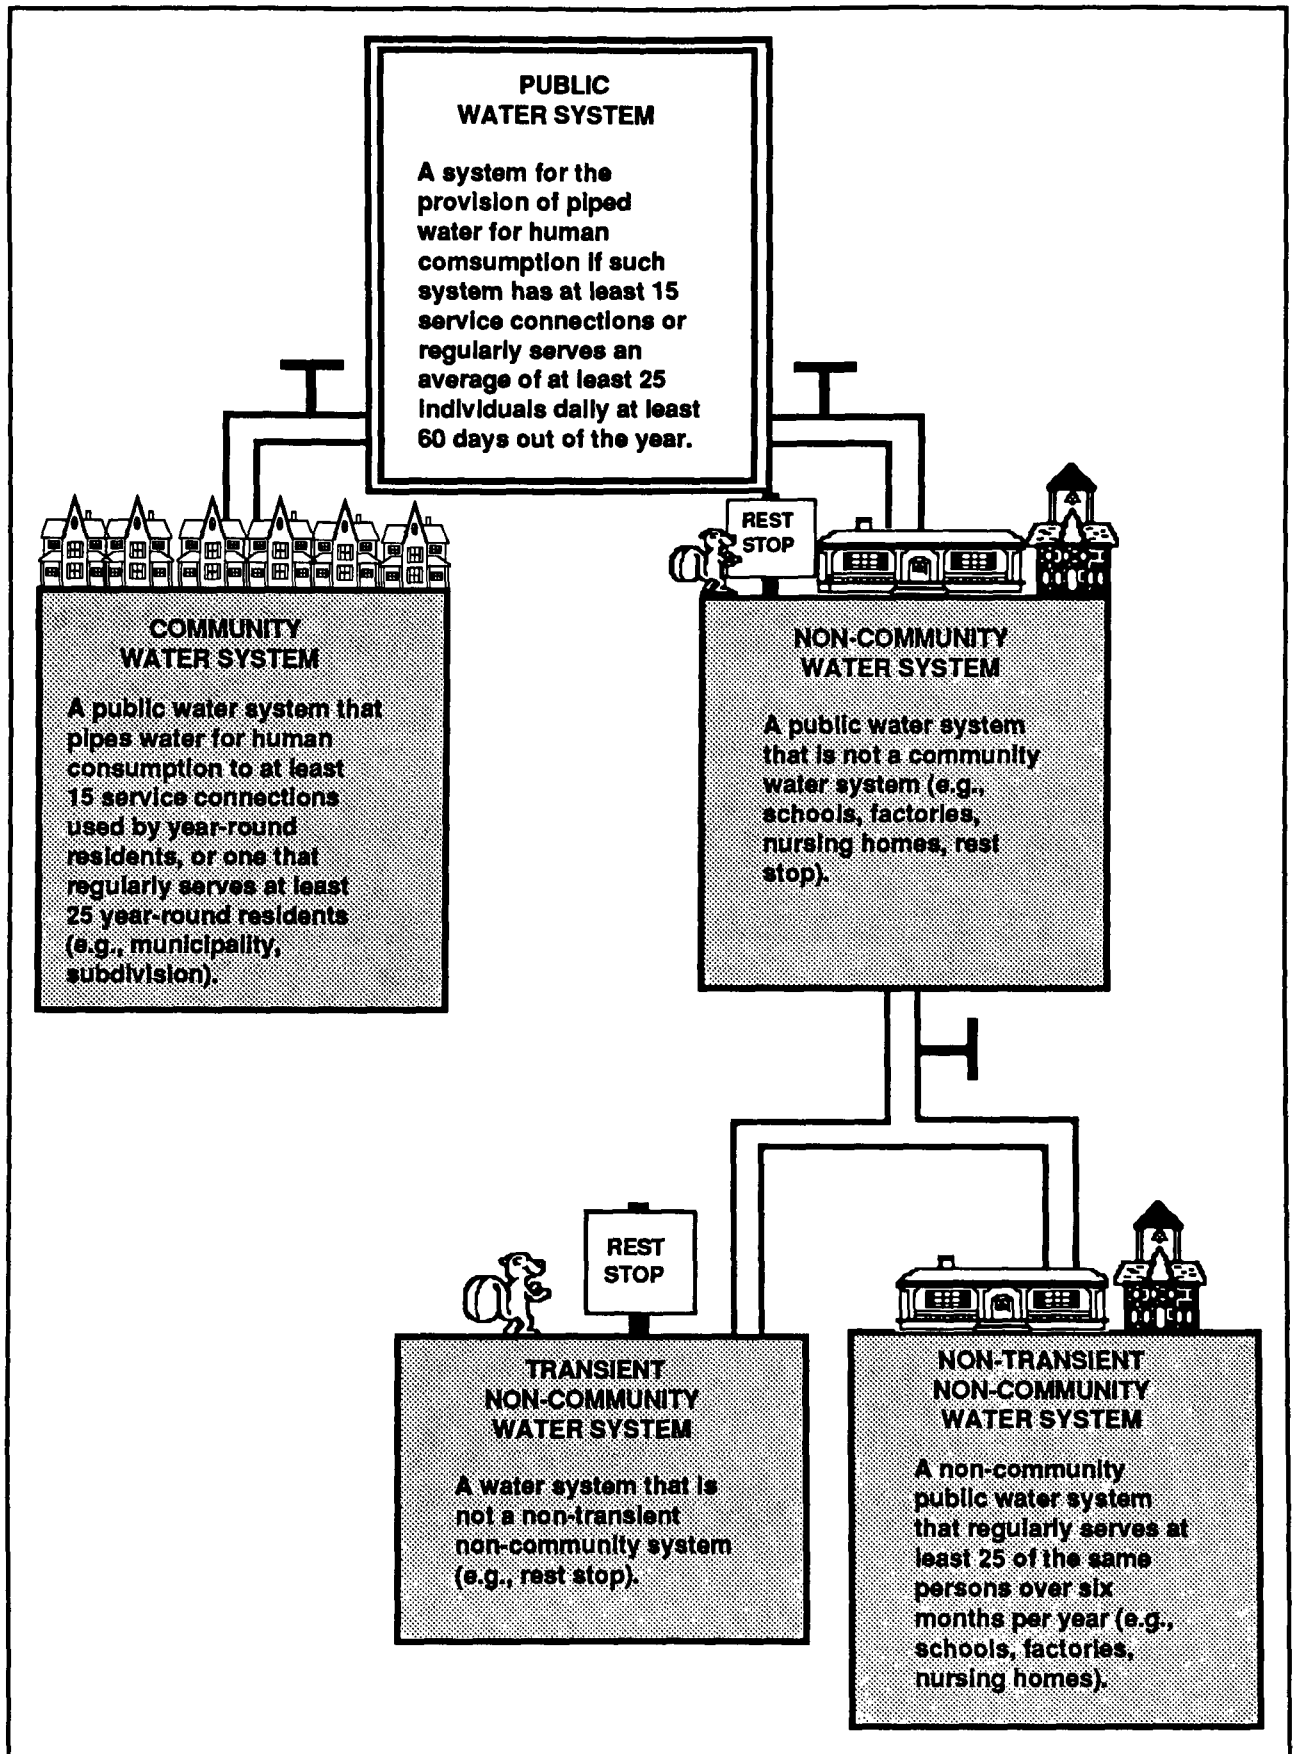 PUBLIC
WATER SYSTEM
A system for the
provision of piped
water for human
comsumption if such
system has at least 15
service connections or
regularly serves an
average of at least 25
individuals daily at least
60 days out of the year.
REST
STOP
COMMUNITY
WATER SYSTEM
A public water system that
pipes water for human
consumption to at least
15 service connections
used by year-round
residents, or one that
regularly serves at least
25 year-round residents
(e.g., municipality,
subdivision).
NON-COMMUNITY
WATER SYSTEM
A public water system
that is not a community
water system (e.g.,
schools, factories,
nursing homes, rest
stop).
REST
STOP
TRANSIENT
NON-COMMUNITY
WATER SYSTEM
A water system that is
not a non-transient
non-community system
(e.g., rest stop).
NON-TRANSIENT
NON-COMMUNITY
WATER SYSTEM
A non-community
public water system
that regularly serves at
least 25 of the same
persons over six
months per year (e.g.,
schools, factories,
nursing homes).